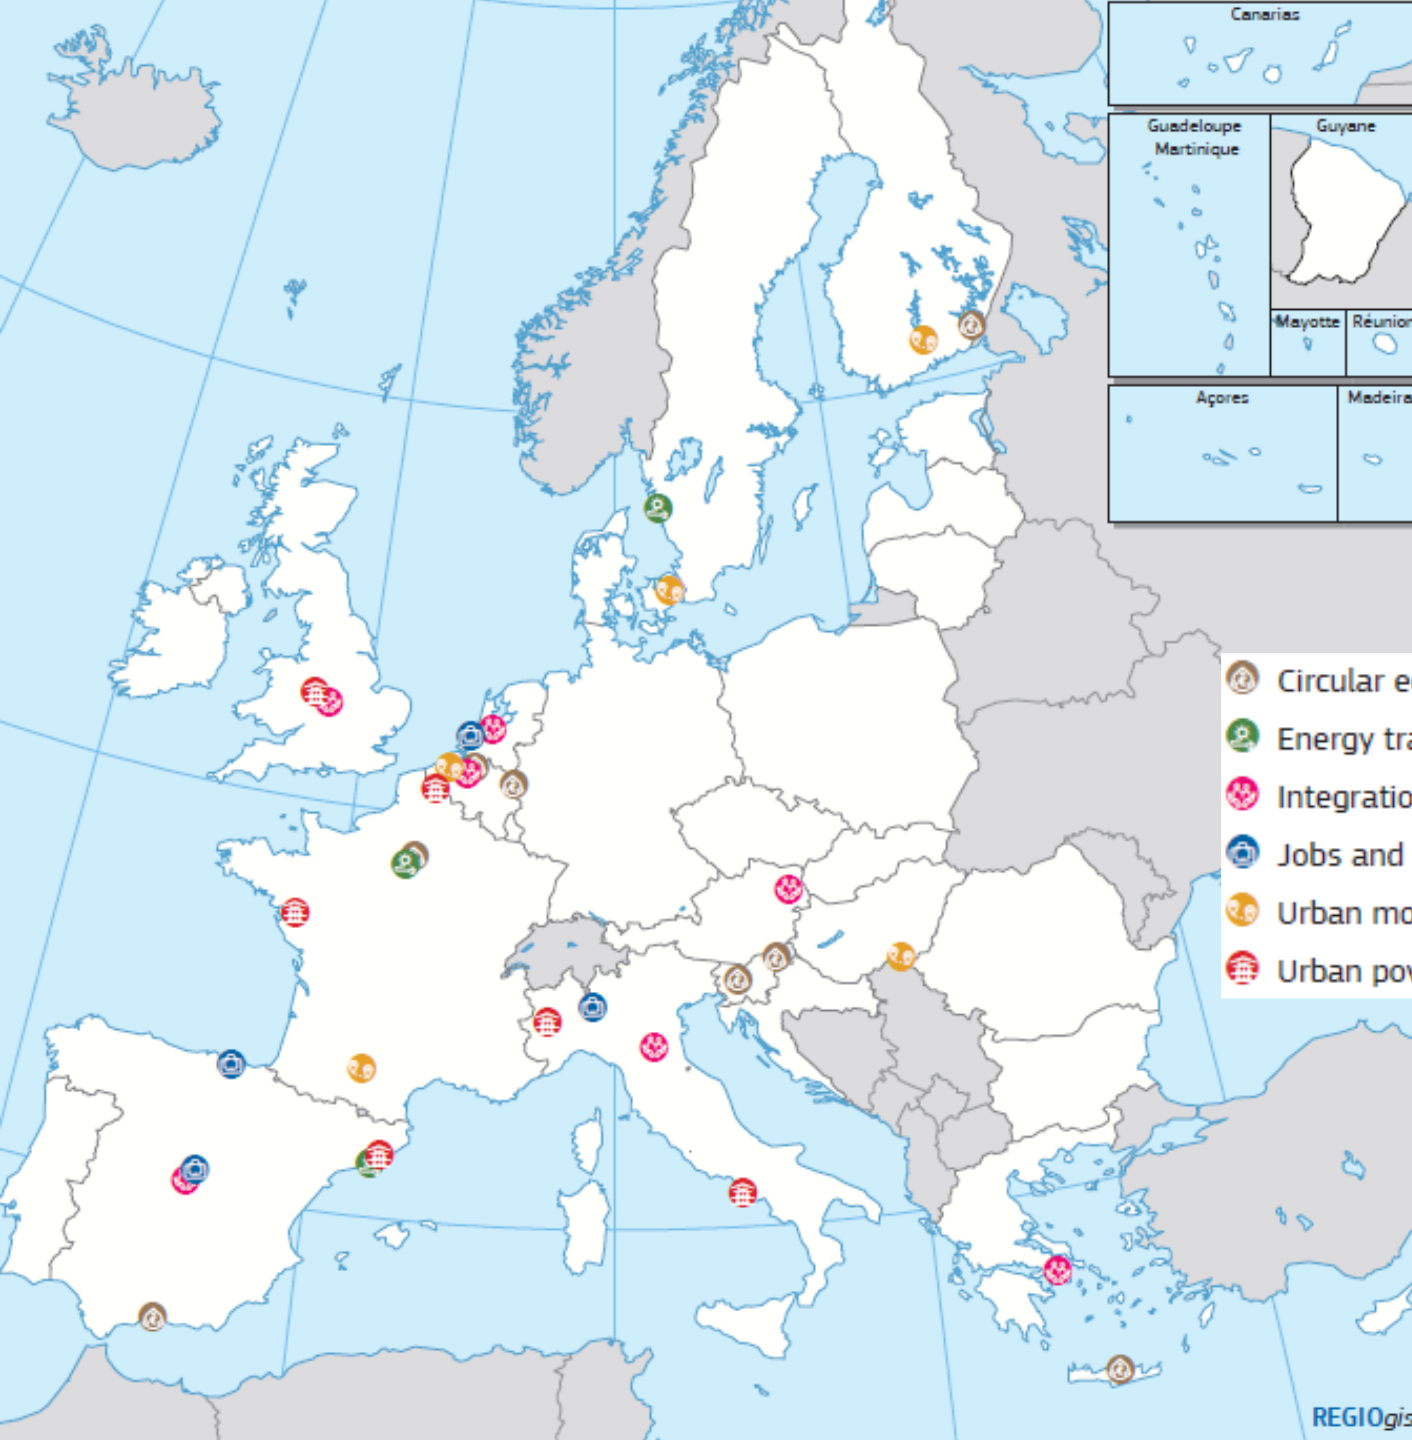 Canarias
Guadeloupe
Martinique
Guyane
Mayotte
Réunion
Açores
Madeira
Circular e
Energy tra
Integratio
Jobs and
Urban mo
Urban pov
REGIOgis